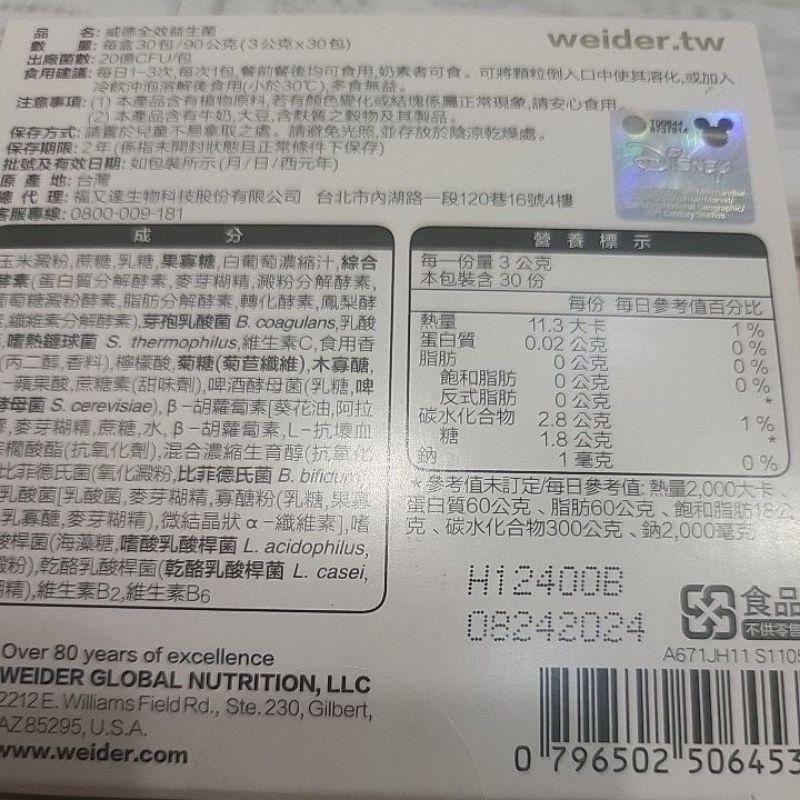 品 名: 威德全效益生菌
weider.tw
數 量: 每盒30包/90公克(3公克x30包)
出廠菌數: 20億CFU/包
食用建議: 每日1~3次,每次1包,餐前餐後均可食用,奶素者可食。可將顆粒倒入口中使其溶化,或加入
冷飲沖泡溶解後食用(小於30℃),多食無益。
注意事項: (1) 本產品含有植物原料,若有顏色變化或結塊係屬正常現象,請安心食用。
(2) 本產品含有牛奶,大豆,含麩質之穀物及其製品。
保存方式: 請置於兒童不易拿取之處。請避免光照,並存放於陰涼乾燥處。
保存期限: 2年(係指未開封狀態且正常條件下保存)
批號及有效日期: 如包裝所示(月/日/西元年)
原 產 地: 台灣
總 代 理: 福又達生物科技股份有限公司 台北市內湖路一段120巷16號4樓
客服專線: 0800-009-181
Disney
成 分
玉米澱粉,蔗糖,乳糖,果寡糖,白葡萄濃縮汁,綜合
酵素(蛋白質分解酵素,麥芽糊精,澱粉分解酵素,
葡萄糖澱粉酵素,脂肪分解酵素,轉化酵素,鳳梨酵
素,纖維素分解酵素),芽孢乳酸菌 B. coagulans,乳酸
,嗜熱鏈球菌 S. thermophilus,維生素C,食用香
(丙二醇,香料),檸檬酸,菊糖(菊苣纖維),木寡醣,
-蘋果酸,蔗糖素(甜味劑),啤酒酵母菌(乳糖,啤
酵母菌 S. cerevisiae),β-胡蘿蔔素[葵花油,阿拉
,麥芽糊精,蔗糖,水,β-胡蘿蔔素,L-抗壞血
欖酸酯(抗氧化劑),混合濃縮生育醇(抗氧化
比菲德氏菌(氧化澱粉,比菲德氏菌 B. bifidum
乳酸菌[乳酸菌,麥芽糊精,寡醣粉(乳糖,果寡
乳寡醣,麥芽糊精),微結晶狀 α-纖維素],嗜
酸桿菌(海藻糖,嗜酸乳酸桿菌 L. acidophilus,
澱粉),乾酪乳酸桿菌(乾酪乳酸桿菌 L. casei,
精),維生素B2,維生素B6
營 養 標 示
每一份量 3 公克
本包裝含 30 份
每份 每日參考值百分比
熱量 11.3 大卡 1%
蛋白質 0.02 公克 0%
脂肪 0 公克 0%
飽和脂肪 0 公克 0%
反式脂肪 0 公克 *
碳水化合物 2.8 公克 1%
糖 1.8 公克 *
鈉 1 毫克 0%
*參考值未訂定/每日參考值: 熱量2,000大卡、
蛋白質60公克、脂肪60公克、飽和脂肪18公
克、碳水化合物300公克、鈉2,000毫克
H12400B
08242024
食品
不供零售
A671JH11 S1105
Over 80 years of excellence
WEIDER GLOBAL NUTRITION, LLC
2212 E. Williams Field Rd., Ste. 230, Gilbert,
AZ 85295, U.S.A.
www.weider.com
0 796502 506453